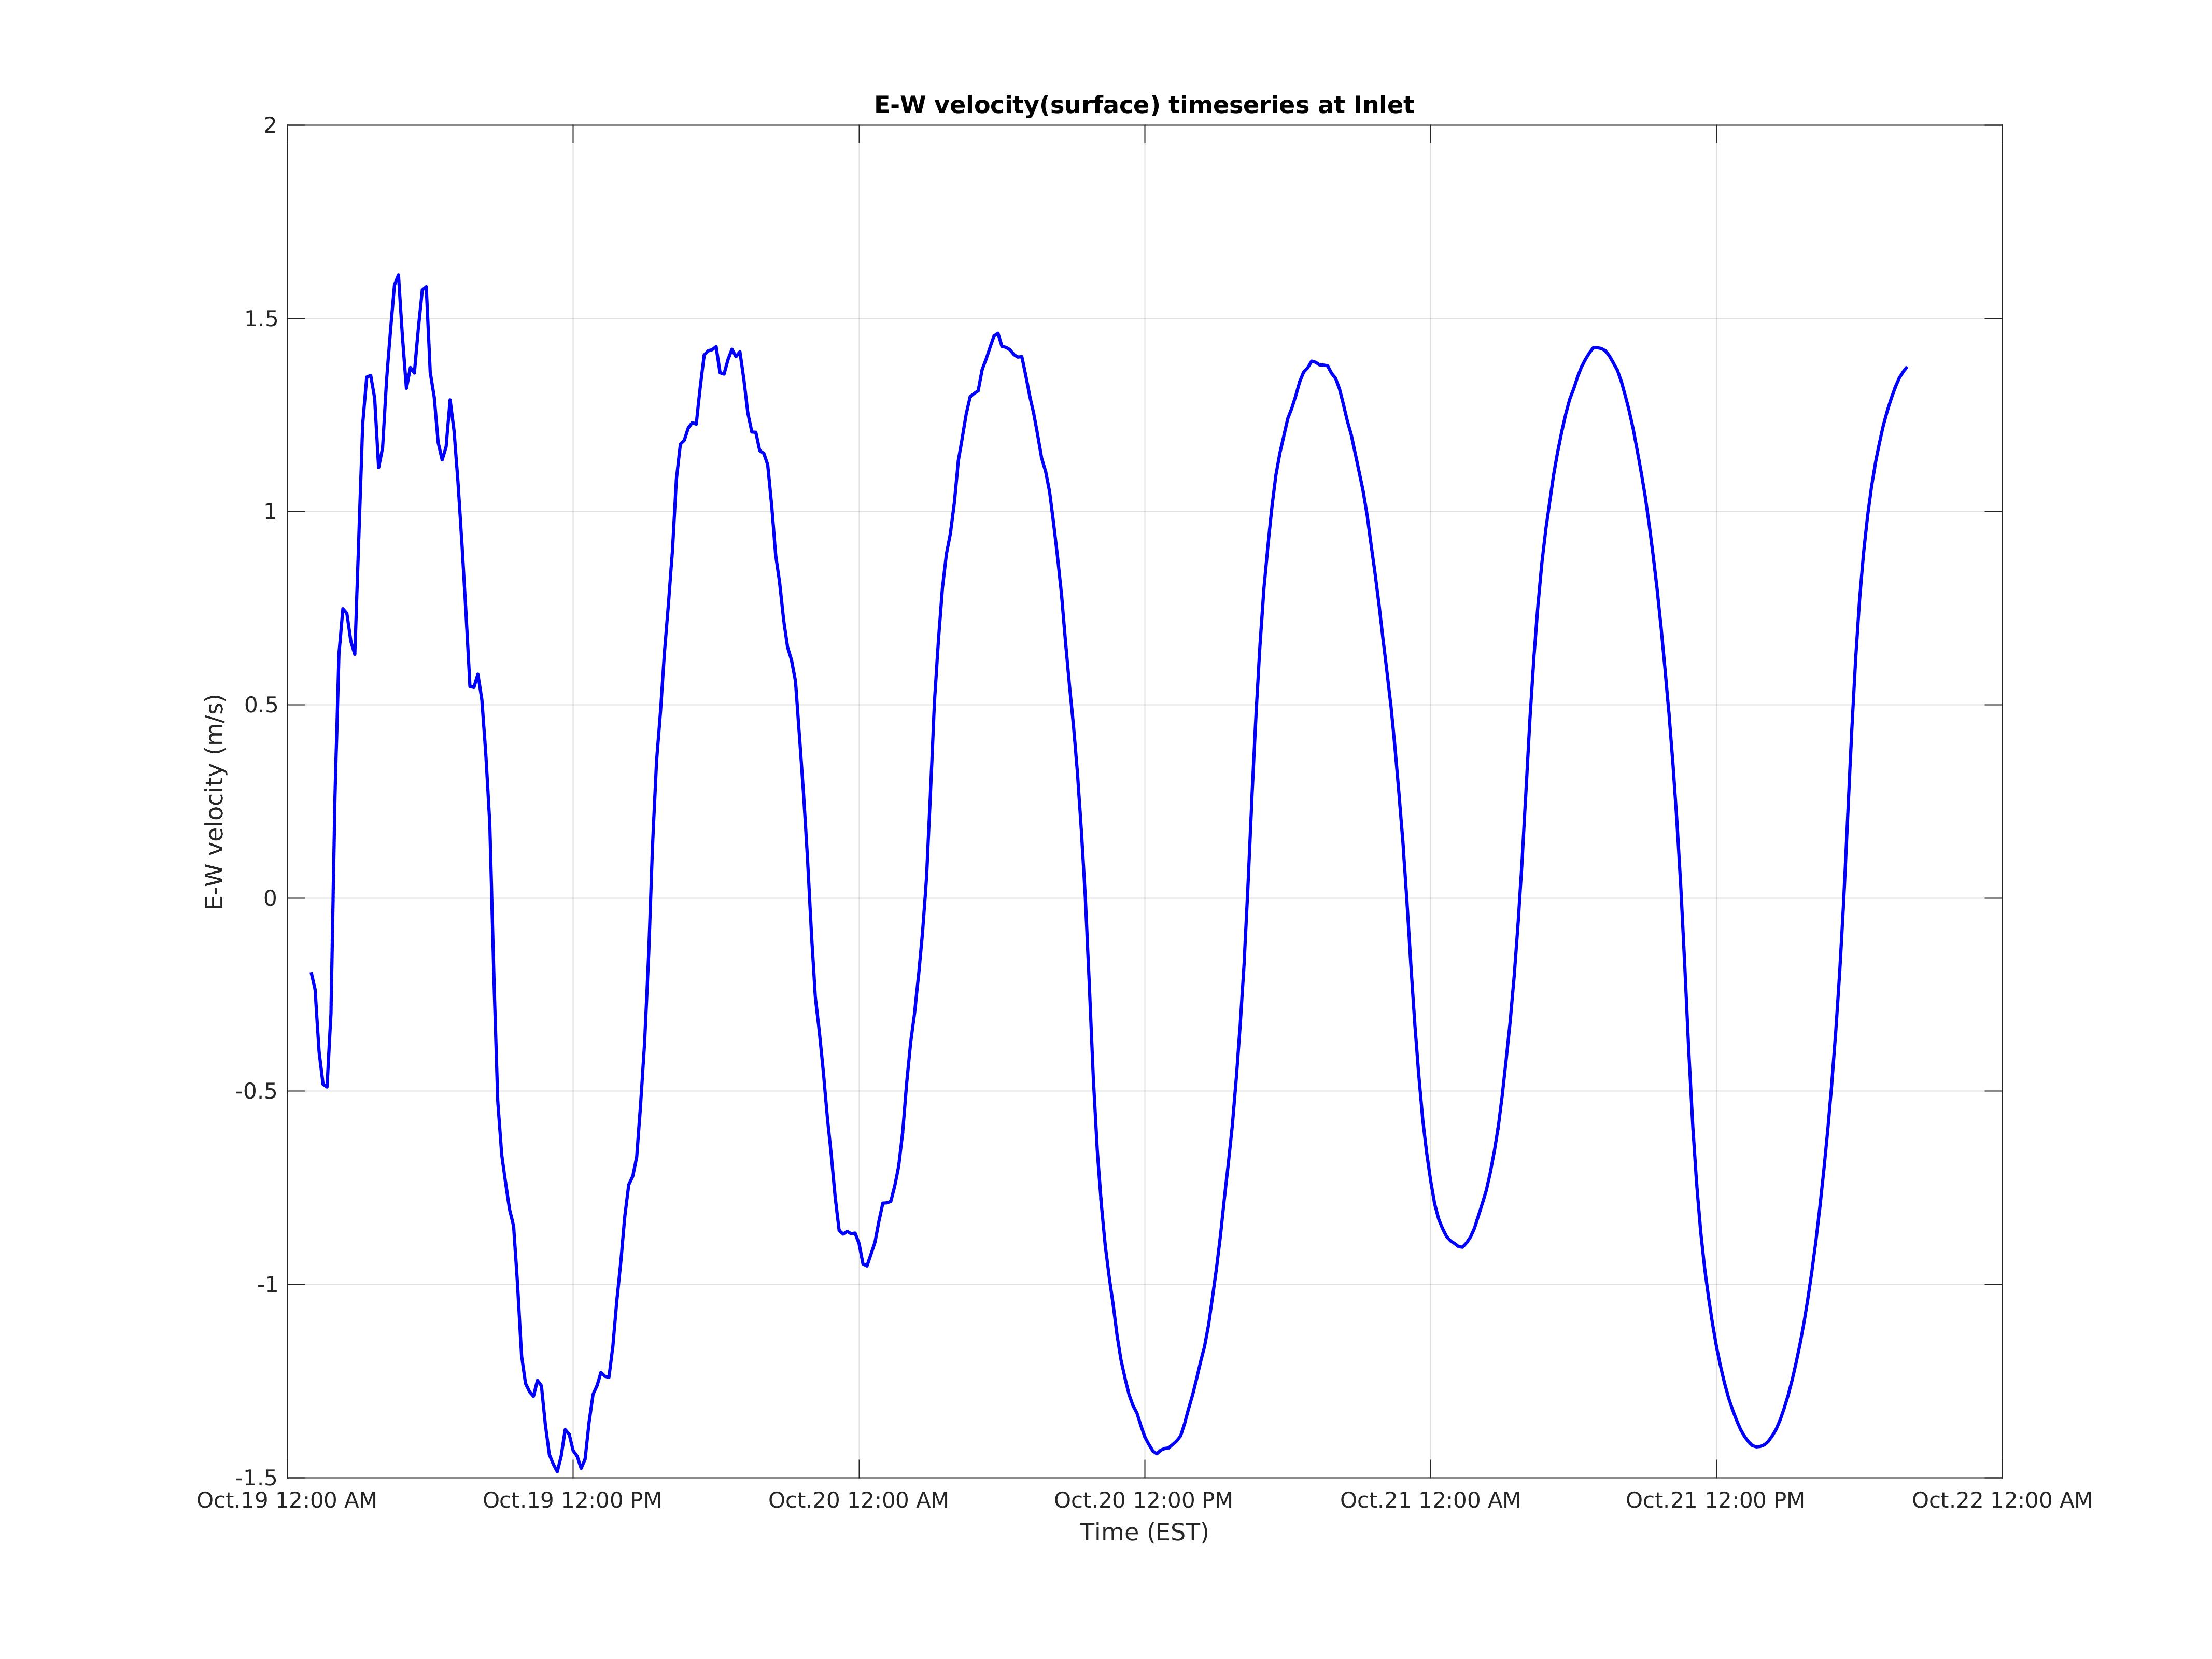 E-W velocity(surface) timeseries at Inlet
2
1.5
1
0.5
0
-0.5
-1
-1.5
E-W velocity (m/s)
Oct.19 12:00 AM Oct.19 12:00 PM Oct.20 12:00 AM Oct.20 12:00 PM Oct.21 12:00 AM Oct.21 12:00 PM Oct.22 12:00 AM
Time (EST)